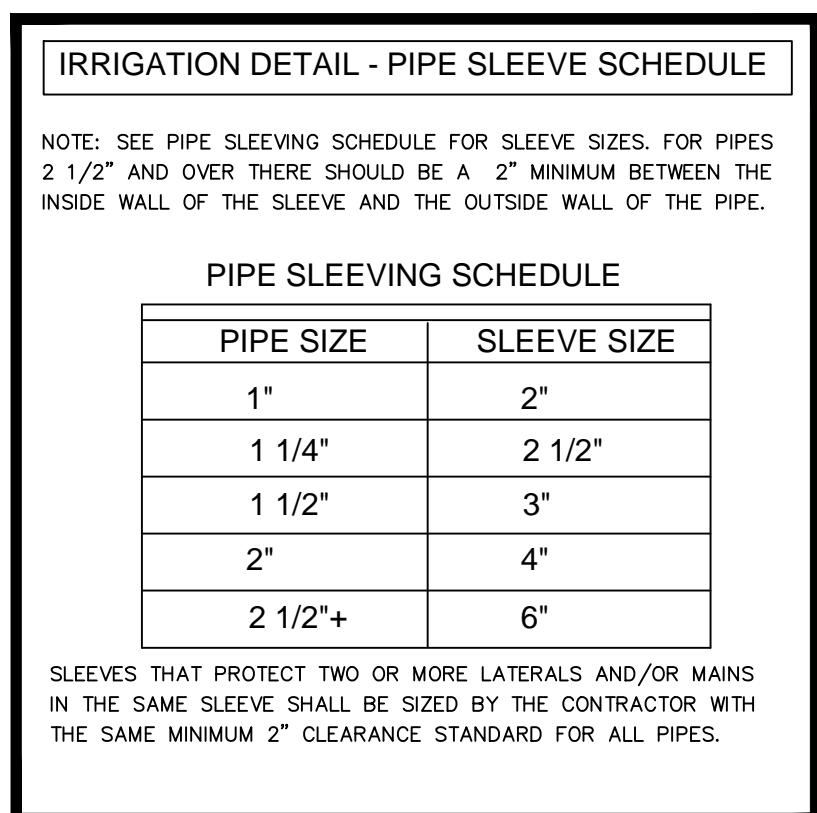 IRRIGATION DETAIL - PIPE SLEEVE SCHEDULE
NOTE: SEE PIPE SLEEVING SCHEDULE FOR SLEEVE SIZES. FOR PIPES
2 1/2” AND OVER THERE SHOULD BE A 2” MINIMUM BETWEEN THE
INSIDE WALL OF THE SLEEVE AND THE OUTSIDE WALL OF THE PIPE.
PIPE SLEEVING SCHEDULE
PIPE SIZE SLEEVE SIZE
1" 2"
1 1/4" 2 1/2"
1 1/2" 3"
2" 4"
2 1/2"+ 6"
SLEEVES THAT PROTECT TWO OR MORE LATERALS AND/OR MAINS
IN THE SAME SLEEVE SHALL BE SIZED BY THE CONTRACTOR WITH
THE SAME MINIMUM 2” CLEARANCE STANDARD FOR ALL PIPES.